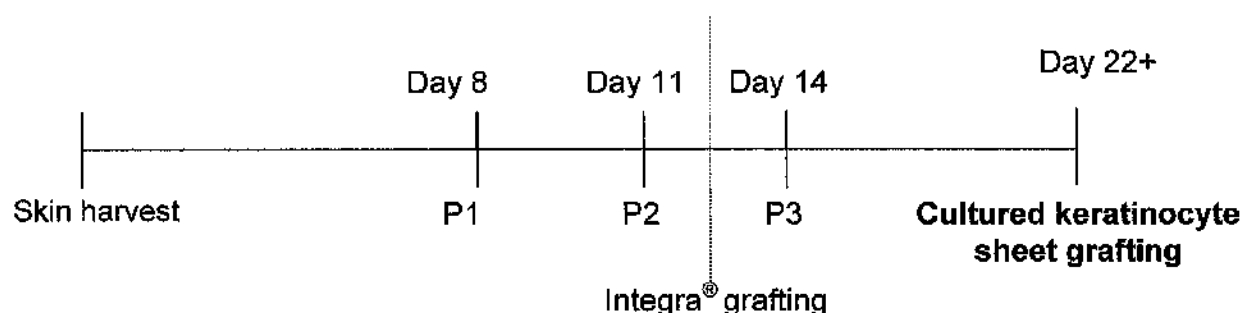 Day 8
Day 11
Day 14
Day 22+
Skin harvest
P1
P2
P3
Cultured keratinocyte
sheet grafting
Integra® grafting